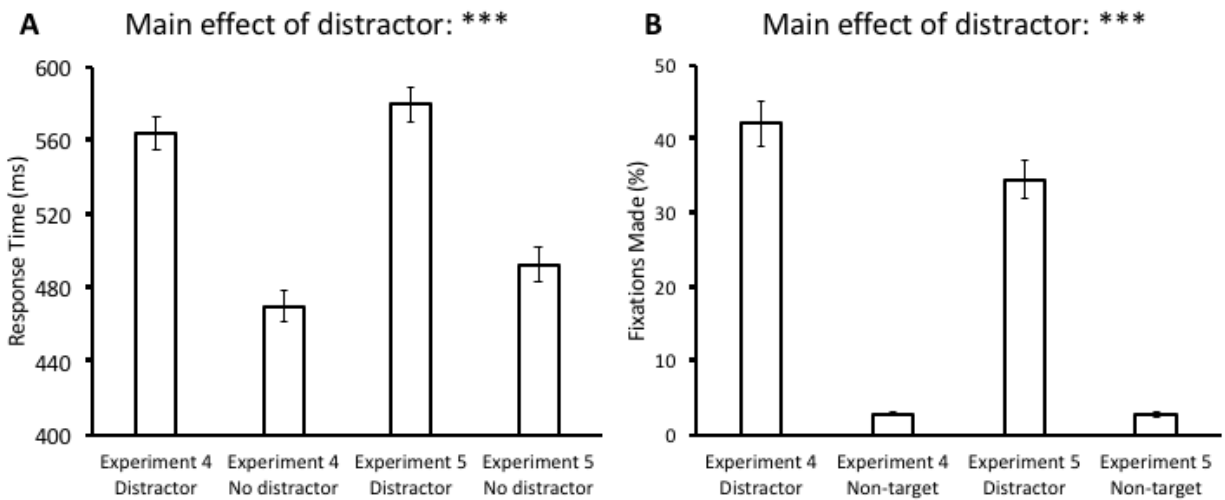 A Main effect of distractor: ***
Response Time (ms)
600
560
520
480
440
400
Experiment 4
Distractor
Experiment 4
No distractor
Experiment 5
Distractor
Experiment 5
No distractor
B Main effect of distractor: ***
Fixations Made (%)
50
40
30
20
10
0
Experiment 4
Distractor
Experiment 4
Non-target
Experiment 5
Distractor
Experiment 5
Non-target